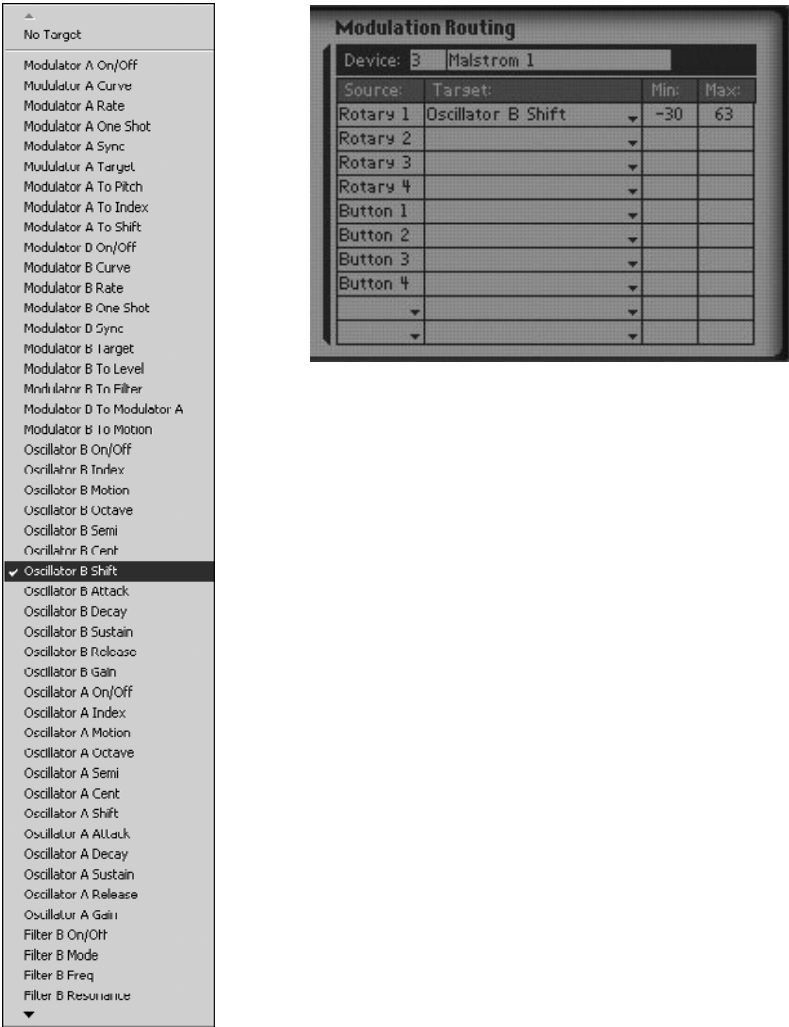 No Target
Modulator A On/Off
Modulator A Curve
Modulator A Rate
Modulator A One Shot
Modulator A Sync
Modulator A Target
Modulator A To Pitch
Modulator A To Index
Modulator A To Shift
Modulator B On/Off
Modulator B Curve
Modulator B Rate
Modulator B One Shot
Modulator B Sync
Modulator B Target
Modulator B To Level
Modulator B To Filter
Modulator B To Modulator A
Modulator B To Motion
Oscillator B On/Off
Oscillator B Index
Oscillator B Motion
Oscillator B Octave
Oscillator B Semi
Oscillator B Cent
Oscillator B Shift
Oscillator B Attack
Oscillator B Decay
Oscillator B Sustain
Oscillator B Release
Oscillator B Gain
Oscillator A On/Off
Oscillator A Index
Oscillator A Motion
Oscillator A Octave
Oscillator A Semi
Oscillator A Cent
Oscillator A Shift
Oscillator A Attack
Oscillator A Decay
Oscillator A Sustain
Oscillator A Release
Oscillator A Gain
Filter B On/Off
Filter B Mode
Filter B Freq
Filter B Resonance
Modulation Routing
Device: 3 Malstrom 1
Source: Target: Min: Max:
Rotary 1 Oscillator B Shift -30 63
Rotary 2
Rotary 3
Rotary 4
Button 1
Button 2
Button 3
Button 4